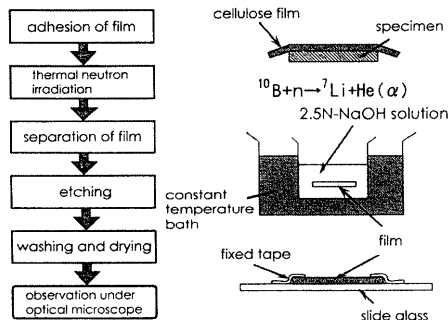 adhesion of film
thermal neutron
irradiation
separation of film
etching
washing and drying
observation under
optical microscope
cellulose film
specimen
¹⁰B+n→⁷Li+He(α)
2.5N-NaOH solution
constant
temperature
bath
film
fixed tape
slide glass